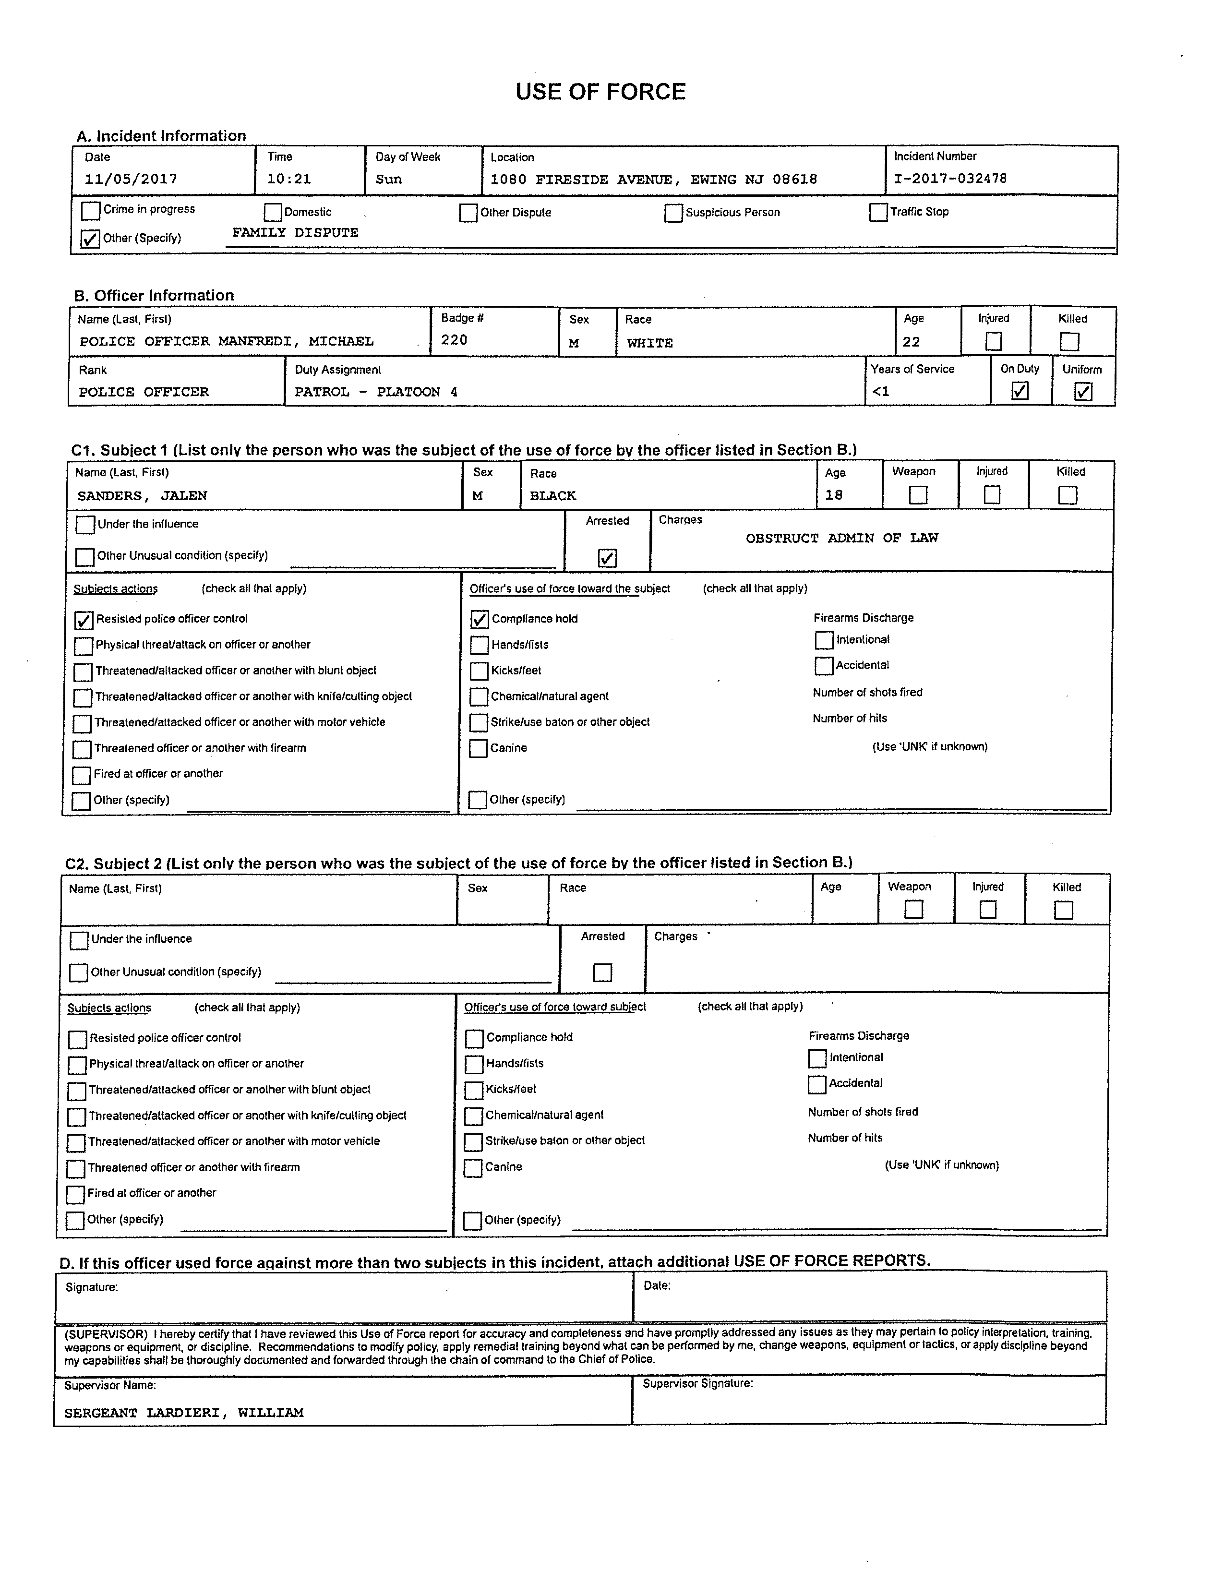 USE OF FORCE
A. Incident Information
Date Time Day of Week Location Incident Number
11/05/2017 10:21 Sun 1080 FIRESIDE AVENUE, EWING NJ 08618 I-2017-032478
Crime in progress Domestic Other Dispute Suspicious Person Traffic Stop
Other (Specify) FAMILY DISPUTE
B. Officer Information
Name (Last, First) Badge # Sex Race Age Injured Killed
POLICE OFFICER MANFREDI, MICHAEL 220 M WHITE 22
Rank Duty Assignment Years of Service On Duty Uniform
POLICE OFFICER PATROL - PLATOON 4 <1
C1. Subject 1 (List only the person who was the subject of the use of force by the officer listed in Section B.)
Name (Last, First) Sex Race Age Weapon Injured Killed
SANDERS, JALEN M BLACK 18
Under the influence Arrested Charges
OBSTRUCT ADMIN OF LAW
Other Unusual condition (specify)
Subjects actions (check all that apply) Officer's use of force toward the subject (check all that apply)
Resisted police officer control Compliance hold Firearms Discharge
Physical threat/attack on officer or another Hands/fists Intentional
Threatened/attacked officer or another with blunt object Kicks/feet Accidental
Threatened/attacked officer or another with knife/cutting object Chemical/natural agent Number of shots fired
Threatened/attacked officer or another with motor vehicle Strike/use baton or other object Number of hits
Threatened officer or another with firearm Canine (Use 'UNK' if unknown)
Fired at officer or another
Other (specify) Other (specify)
C2. Subject 2 (List only the person who was the subject of the use of force by the officer listed in Section B.)
Name (Last, First) Sex Race Age Weapon Injured Killed
Under the influence Arrested Charges
Other Unusual condition (specify)
Subjects actions (check all that apply) Officer's use of force toward subject (check all that apply)
Resisted police officer control Compliance hold Firearms Discharge
Physical threat/attack on officer or another Hands/fists Intentional
Threatened/attacked officer or another with blunt object Kicks/feet Accidental
Threatened/attacked officer or another with knife/cutting object Chemical/natural agent Number of shots fired
Threatened/attacked officer or another with motor vehicle Strike/use baton or other object Number of hits
Threatened officer or another with firearm Canine (Use 'UNK' if unknown)
Fired at officer or another
Other (specify) Other (specify)
D. If this officer used force against more than two subjects in this incident, attach additional USE OF FORCE REPORTS.
Signature: Date:
(SUPERVISOR) I hereby certify that I have reviewed this Use of Force report for accuracy and completeness and have promptly addressed any issues as they may pertain to policy interpretation, training,
weapons or equipment, or discipline. Recommendations to modify policy, apply remedial training beyond what can be performed by me, change weapons, equipment or tactics, or apply discipline beyond
my capabilities shall be thoroughly documented and forwarded through the chain of command to the Chief of Police.
Supervisor Name: Supervisor Signature:
SERGEANT LARDIERI, WILLIAM